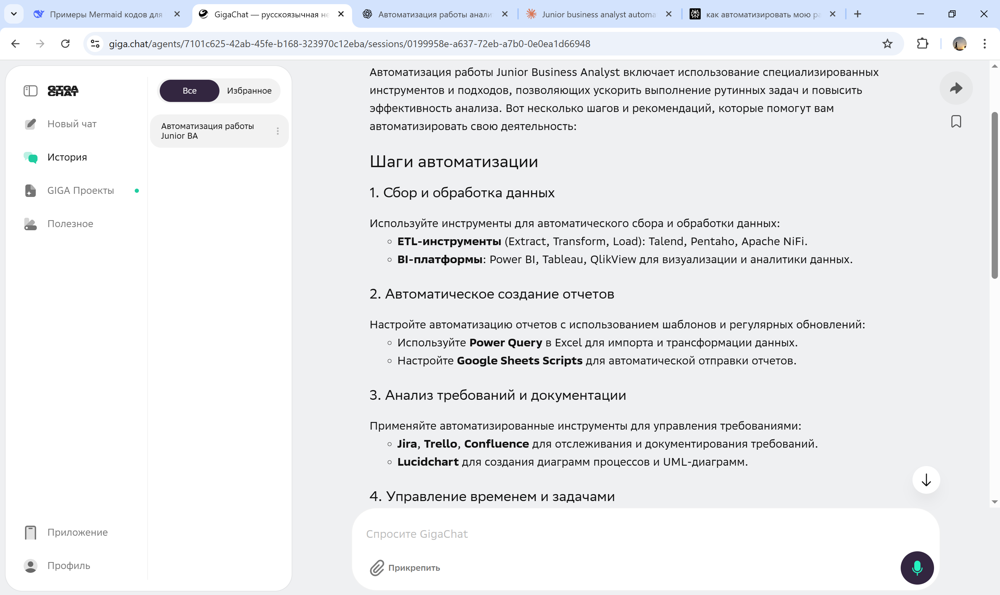 Примеры Mermaid кодов для
GigaChat — русскоязычная не
Автоматизация работы анали
Junior business analyst automa
как автоматизировать мою ра
giga.chat/agents/7101c625-42ab-45fe-b168-323970c12eba/sessions/0199958e-a637-72eb-a7b0-0e0ea1d66948
GIGA
CHAT
Новый чат
История
GIGA Проекты
Полезное
Приложение
Профиль
Все
Избранное
Автоматизация работы
Junior BA
Автоматизация работы Junior Business Analyst включает использование специализированных
инструментов и подходов, позволяющих ускорить выполнение рутинных задач и повысить
эффективность анализа. Вот несколько шагов и рекомендаций, которые помогут вам
автоматизировать свою деятельность:
Шаги автоматизации
1. Сбор и обработка данных
Используйте инструменты для автоматического сбора и обработки данных:
ETL-инструменты (Extract, Transform, Load): Talend, Pentaho, Apache NiFi.
BI-платформы: Power BI, Tableau, QlikView для визуализации и аналитики данных.
2. Автоматическое создание отчетов
Настройте автоматизацию отчетов с использованием шаблонов и регулярных обновлений:
Используйте Power Query в Excel для импорта и трансформации данных.
Настройте Google Sheets Scripts для автоматической отправки отчетов.
3. Анализ требований и документации
Применяйте автоматизированные инструменты для управления требованиями:
Jira, Trello, Confluence для отслеживания и документирования требований.
Lucidchart для создания диаграмм процессов и UML-диаграмм.
4. Управление временем и задачами
Спросите GigaChat
Прикрепить